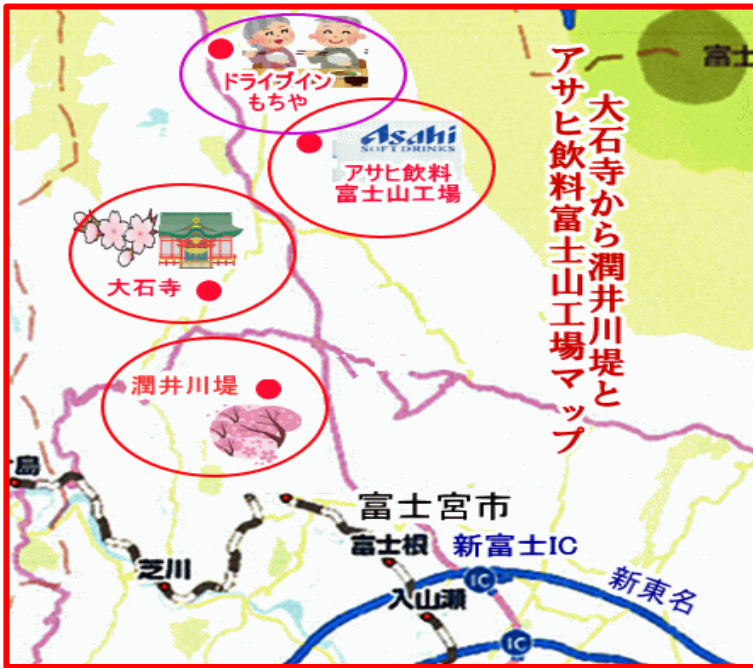 ドライブイン
もちや
Asahi
SOFT DRINKS
アサヒ飲料
富士山工場
大石寺
潤井川堤
大石寺から潤井川堤と
アサヒ飲料富士山工場マップ
富士
島
芝川
富士宮市
富士根
新富士IC
入山瀬
IC
新東名
IC